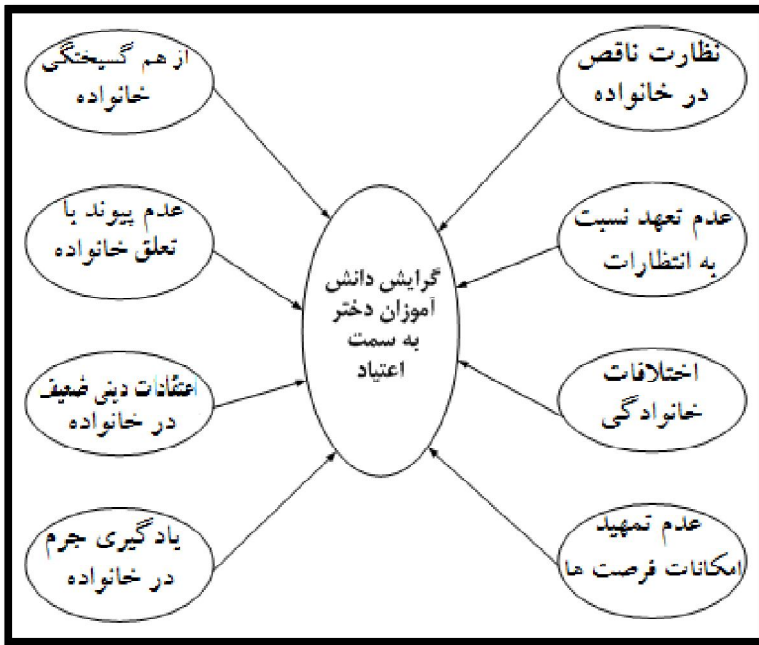 نظارت ناقص
در خانواده
از هم گسیختگی
خانواده
عدم تعهد نسبت
به انتظارات
عدم پیوند با
تعلق خانواده
گرایش دانش
آموزان دختر
به سمت
اعتیاد
اختلافات
خانوادگی
اعتقادات دینی ضعیف
در خانواده
عدم تمهید
امکانات فرصت ها
یادگیری جرم
در خانواده